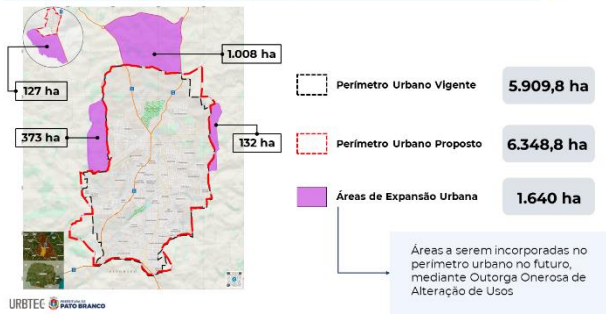 1.008 ha
127 ha
373 ha
132 ha
Perímetro Urbano Vigente
5.909,8 ha
Perímetro Urbano Proposto
6.348,8 ha
Áreas de Expansão Urbana
1.640 ha
Áreas a serem incorporadas no
perímetro urbano no futuro,
mediante Outorga Onerosa de
Alteração de Usos
URBTEC
PATO BRANCO